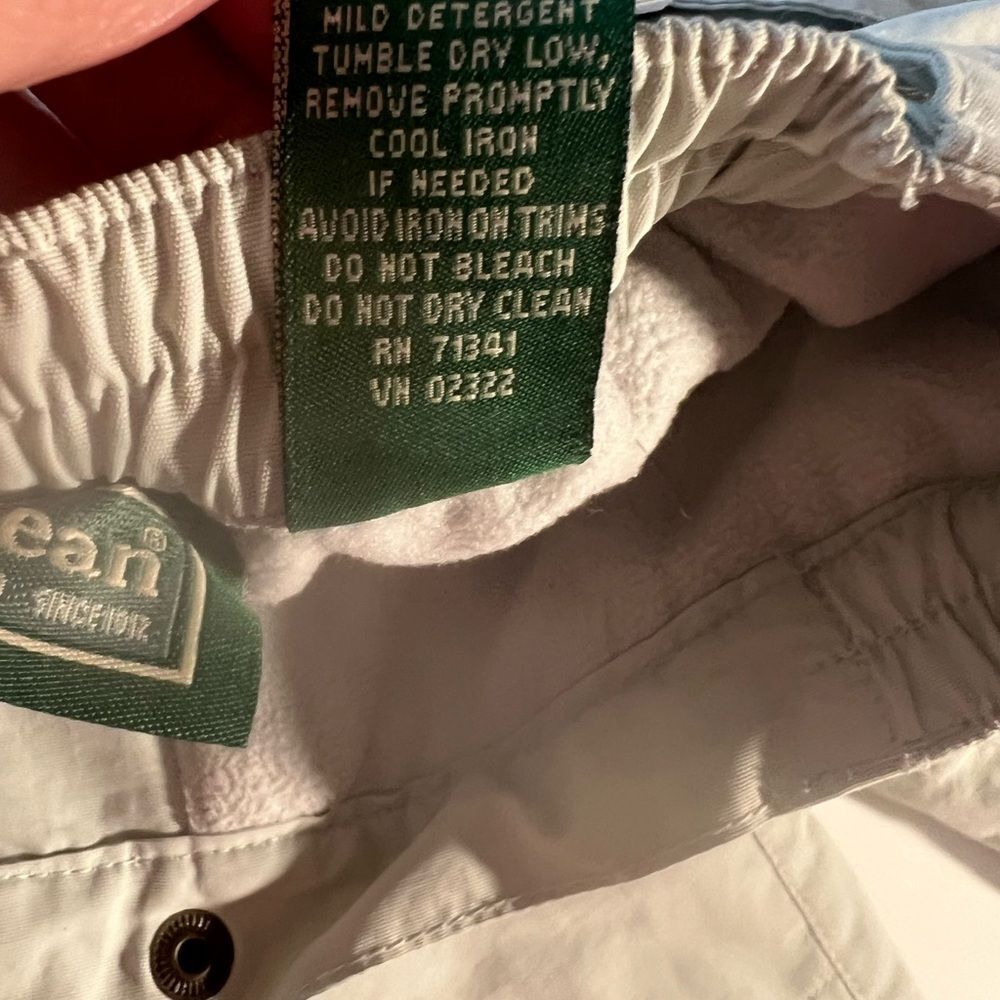 MILD DETERGENT
TUMBLE DRY LOW,
REMOVE PROMPTLY
COOL IRON
IF NEEDED
AVOID IRON ON TRIMS
DO NOT BLEACH
DO NOT DRY CLEAN
RN 71341
VN 02322
ean®
SINCE 1912